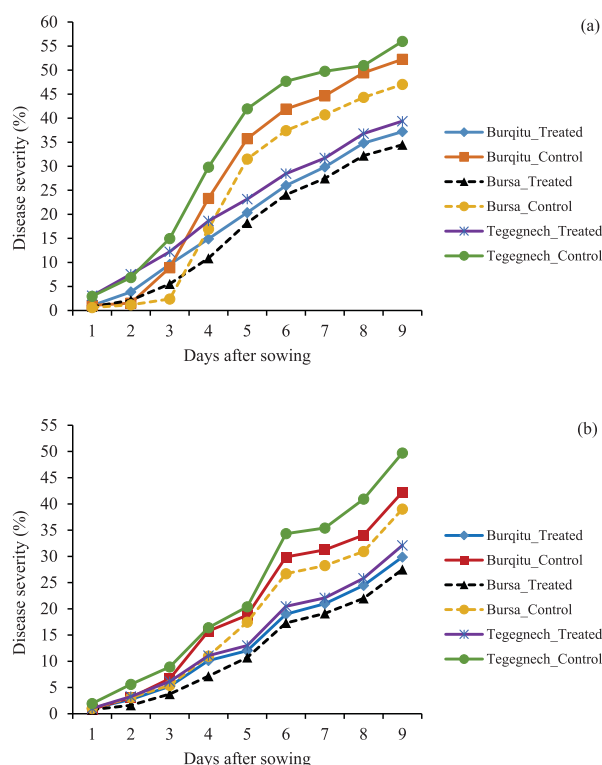 (a)
Disease severity (%)
60
55
50
45
40
35
30
25
20
15
10
5
0
1 2 3 4 5 6 7 8 9
Days after sowing
Burqitu_Treated
Burqitu_Control
Bursa_Treated
Bursa_Control
Tegegnech_Treated
Tegegnech_Control
(b)
Disease severity (%)
55
50
45
40
35
30
25
20
15
10
5
0
1 2 3 4 5 6 7 8 9
Days after sowing
Burqitu_Treated
Burqitu_Control
Bursa_Treated
Bursa_Control
Tegegnech_Treated
Tegegnech_Control